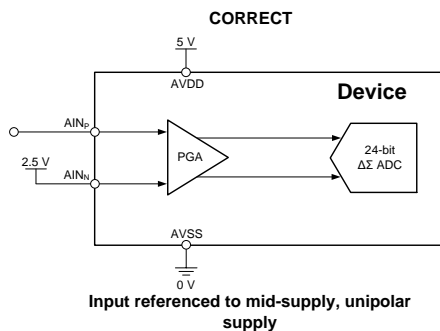 CORRECT
5 V
AVDD
Device
AINP
PGA
24-bit
ΔΣ ADC
2.5 V
AINN
AVSS
0 V
Input referenced to mid-supply, unipolar
supply